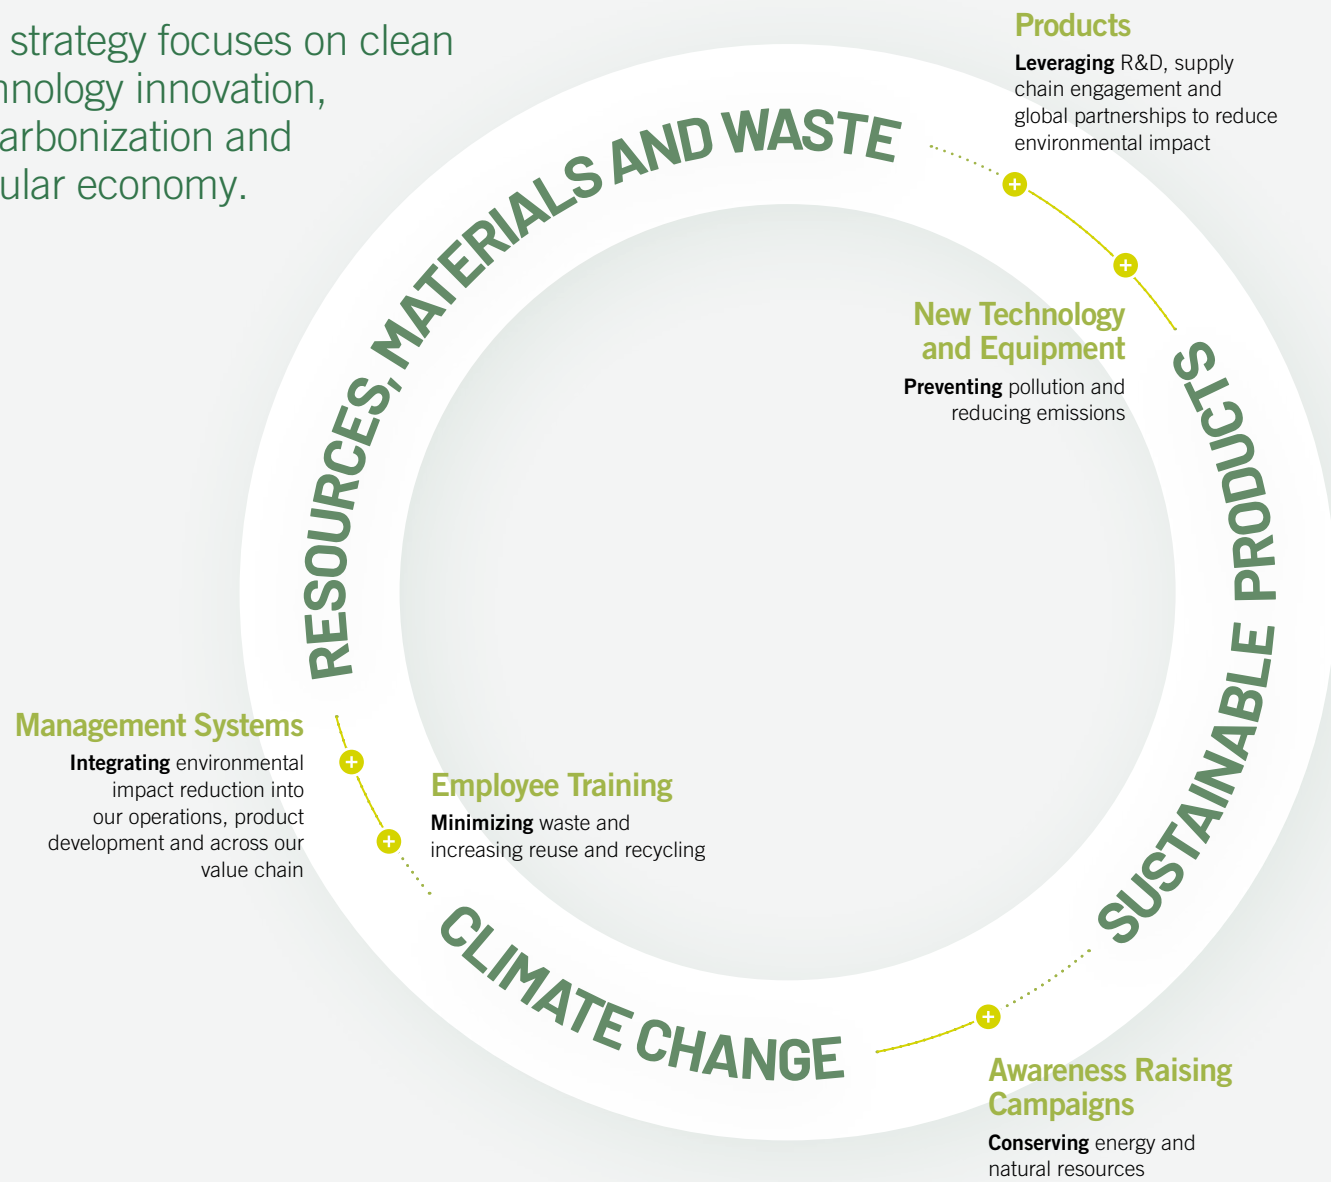 strategy focuses on clean
innovation,
and
economy.
Products
Leveraging R&D, supply
chain engagement and
global partnerships to reduce
environmental impact
RESOURCES, MATERIALS AND WASTE
New Technology
and Equipment
Preventing pollution and
reducing emissions
SUSTAINABLE PRODUCTS
Management Systems
Integrating environmental
impact reduction into
our operations, product
development and across our
value chain
Employee Training
Minimizing waste and
increasing reuse and recycling
CLIMATE CHANGE
Awareness Raising
Campaigns
Conserving energy and
natural resources